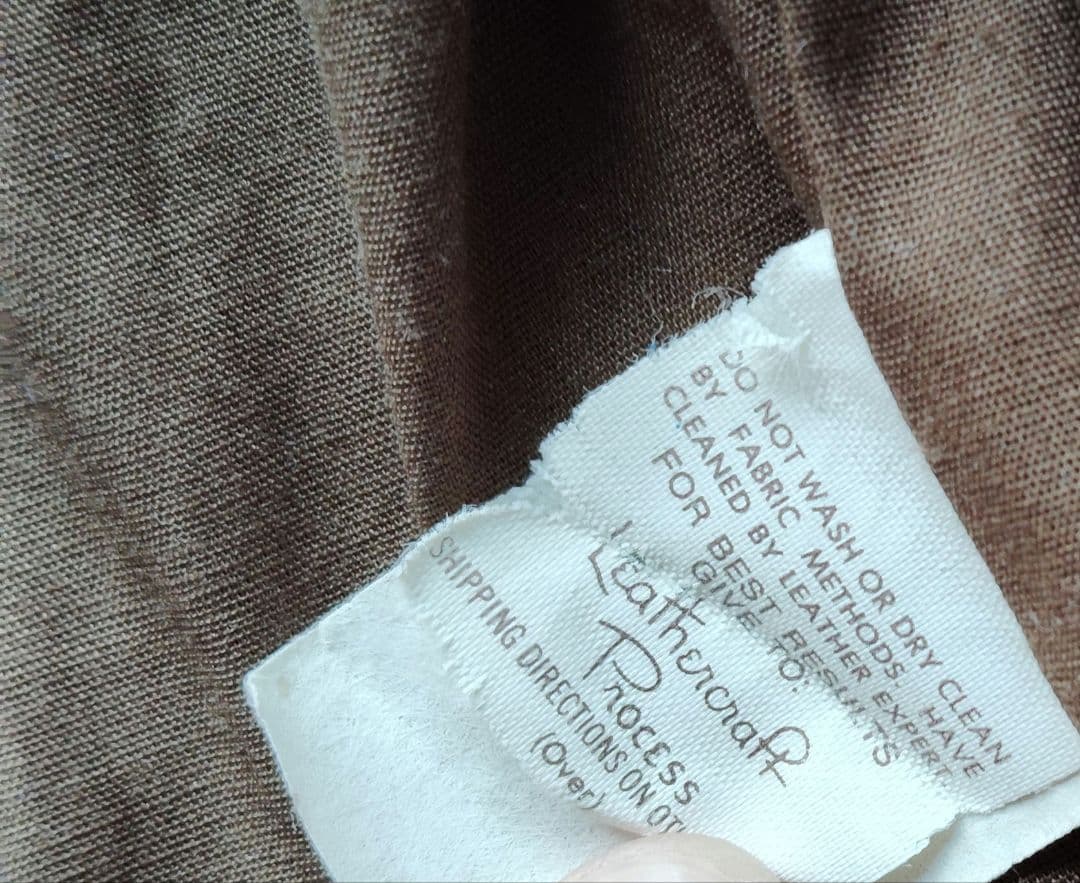 DO NOT WASH OR DRY CLEAN
BY FABRIC METHODS. HAVE
CLEANED BY LEATHER EXPERT
FOR BEST RESULTS
GIVE TO:
Leathercraft
Process
SHIPPING DIRECTIONS ON
(Over)